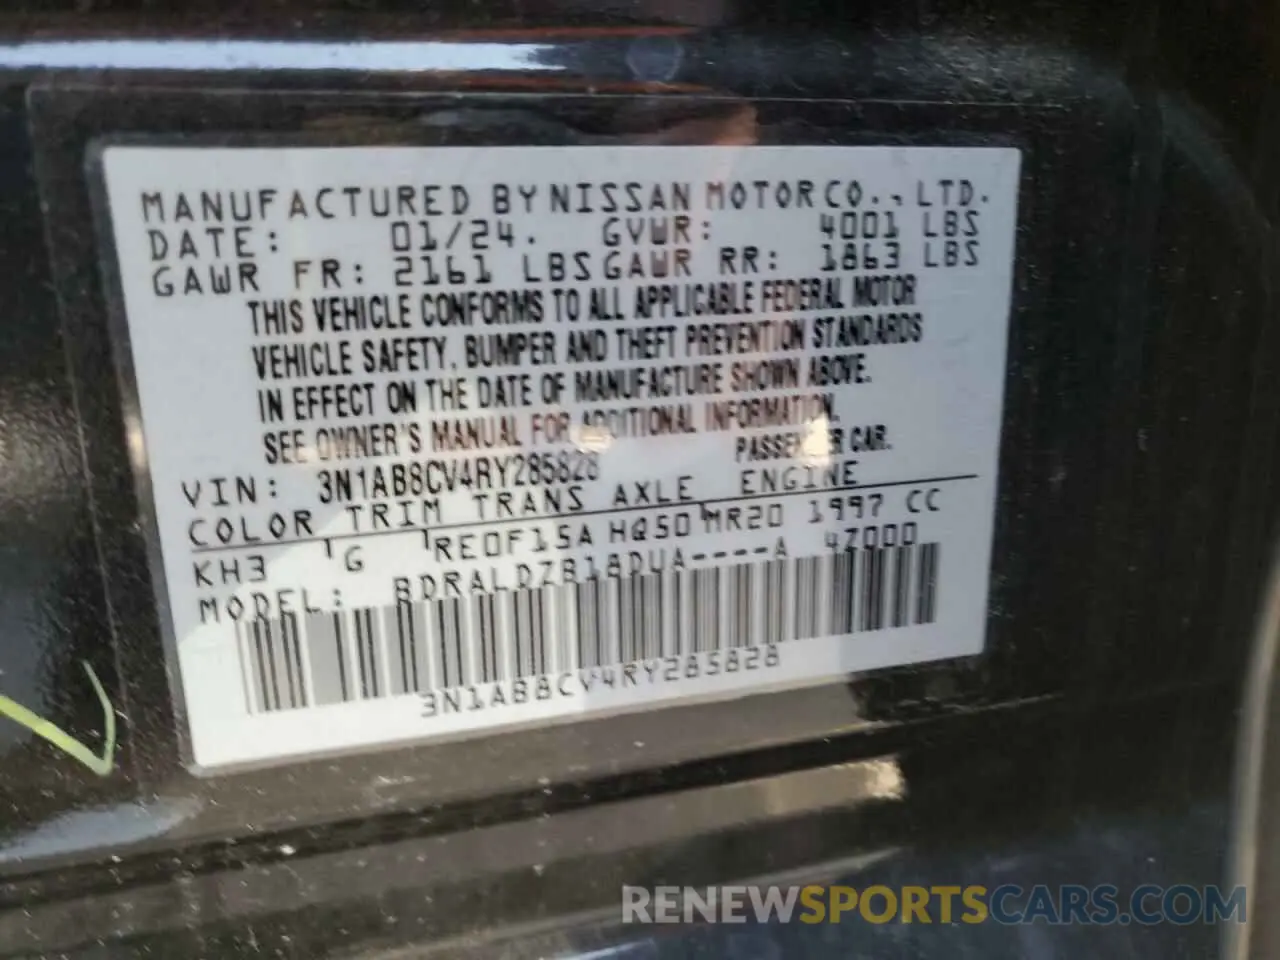 MANUFACTURED BY NISSAN MOTOR CO., LTD.
DATE: 01/24. GVWR: 4001 LBS
GAWR FR: 2161 LBS GAWR RR: 1863 LBS
THIS VEHICLE CONFORMS TO ALL APPLICABLE FEDERAL MOTOR
VEHICLE SAFETY, BUMPER AND THEFT PREVENTION STANDARDS
IN EFFECT ON THE DATE OF MANUFACTURE SHOWN ABOVE.
SEE OWNER'S MANUAL FOR ADDITIONAL INFORMATION.
VIN: 3N1AB8CV4RY285828 PASSENGER CAR.
COLOR TRIM TRANS AXLE ENGINE
KH3 G RE0F15A HQ50 MR20 1997 CC
MODEL: BDRALDZB18DUA----A 4Z000
3N1AB8CV4RY285828
RENEWSPORTSCARS.COM